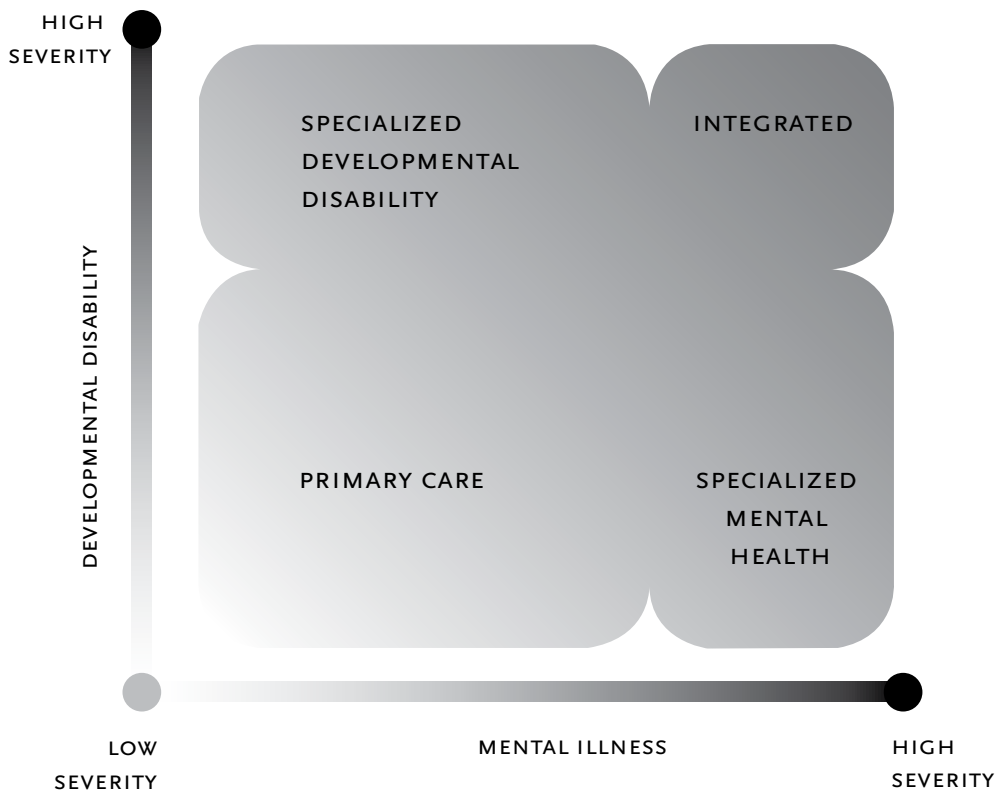 HIGH
SEVERITY
SPECIALIZED
DEVELOPMENTAL
DISABILITY
INTEGRATED
DEVELOPMENTAL DISABILITY
PRIMARY CARE
SPECIALIZED
MENTAL
HEALTH
LOW
SEVERITY
MENTAL ILLNESS
HIGH
SEVERITY